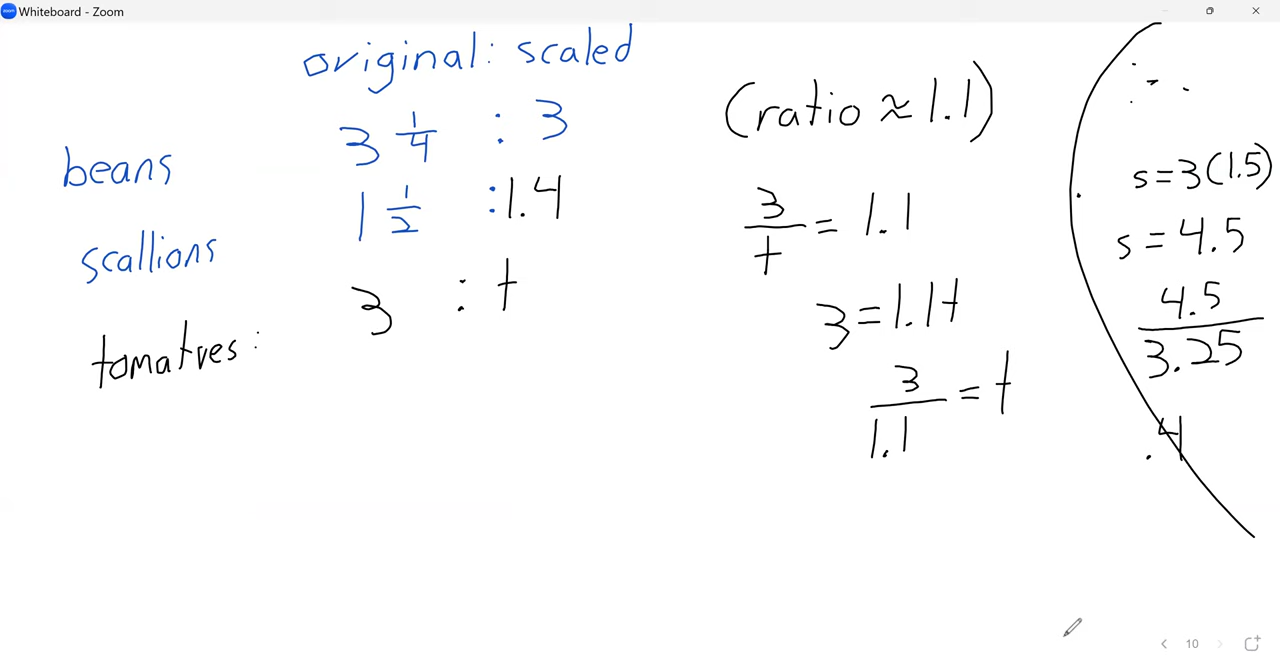 Whiteboard - Zoom
original: scaled
beans 3 1/4 : 3
scallions 1 1/2 : 1.4
tomatres: 3 : t
(ratio ≈ 1.1)
3/t = 1.1
3 = 1.1t
3/1.1 = t
s = 3(1.5)
s = 4.5
4.5/3.25
.4
10